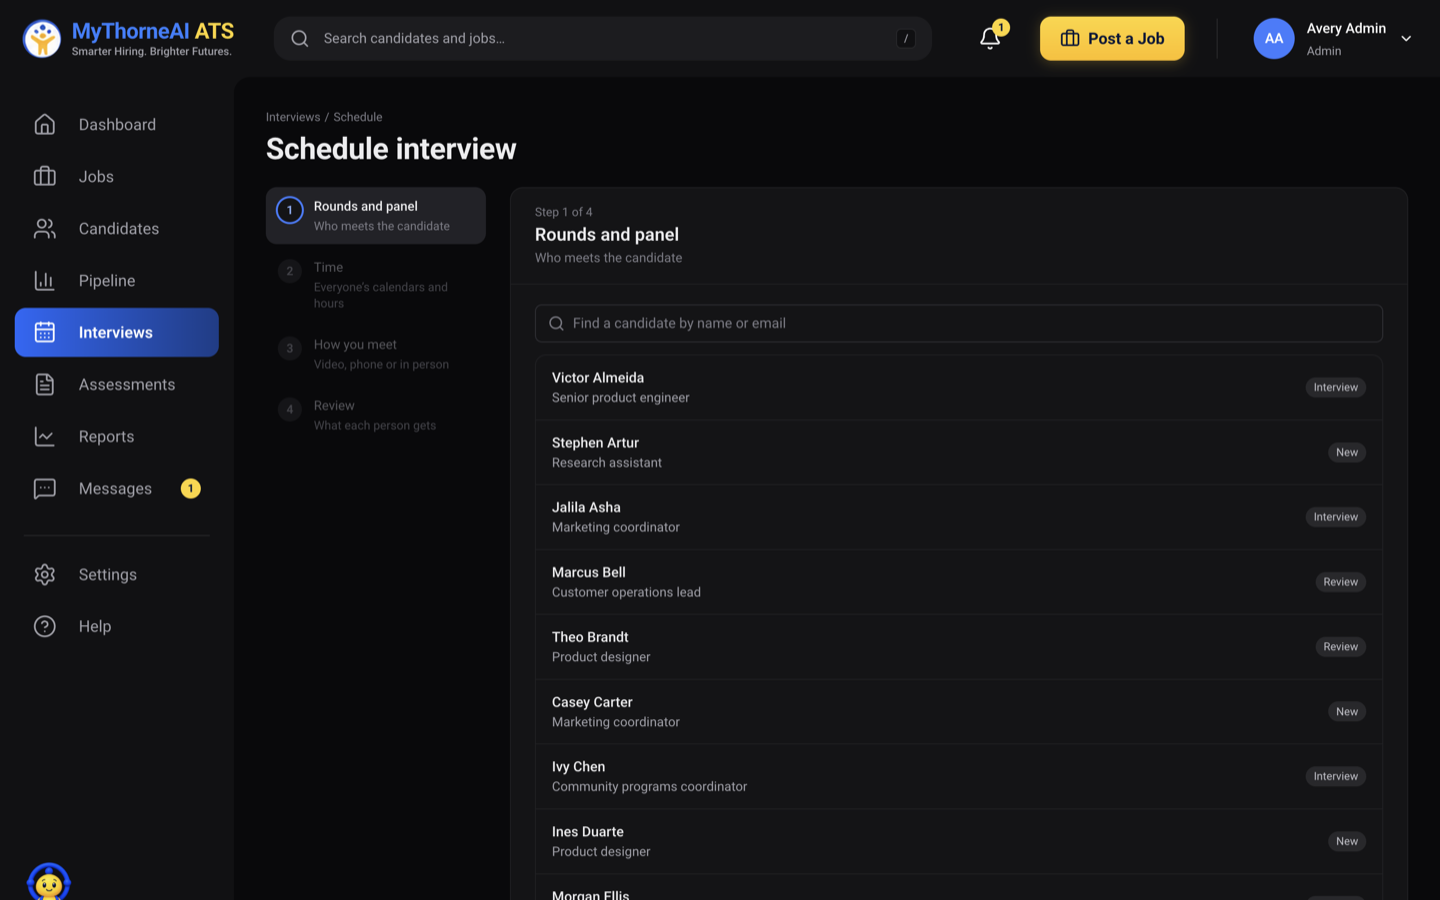 MyThorneAI ATS
Smarter Hiring. Brighter Futures.
Search candidates and jobs...
/
1
Post a Job
AA
Avery Admin
Admin
Dashboard
Jobs
Candidates
Pipeline
Interviews
Assessments
Reports
Messages
1
Settings
Help
Interviews / Schedule
Schedule interview
1
Rounds and panel
Who meets the candidate
2
Time
Everyone's calendars and
hours
3
How you meet
Video, phone or in person
4
Review
What each person gets
Step 1 of 4
Rounds and panel
Who meets the candidate
Find a candidate by name or email
Victor Almeida
Senior product engineer
Interview
Stephen Artur
Research assistant
New
Jalila Asha
Marketing coordinator
Interview
Marcus Bell
Customer operations lead
Review
Theo Brandt
Product designer
Review
Casey Carter
Marketing coordinator
New
Ivy Chen
Community programs coordinator
Interview
Ines Duarte
Product designer
New
Morgan Ellis